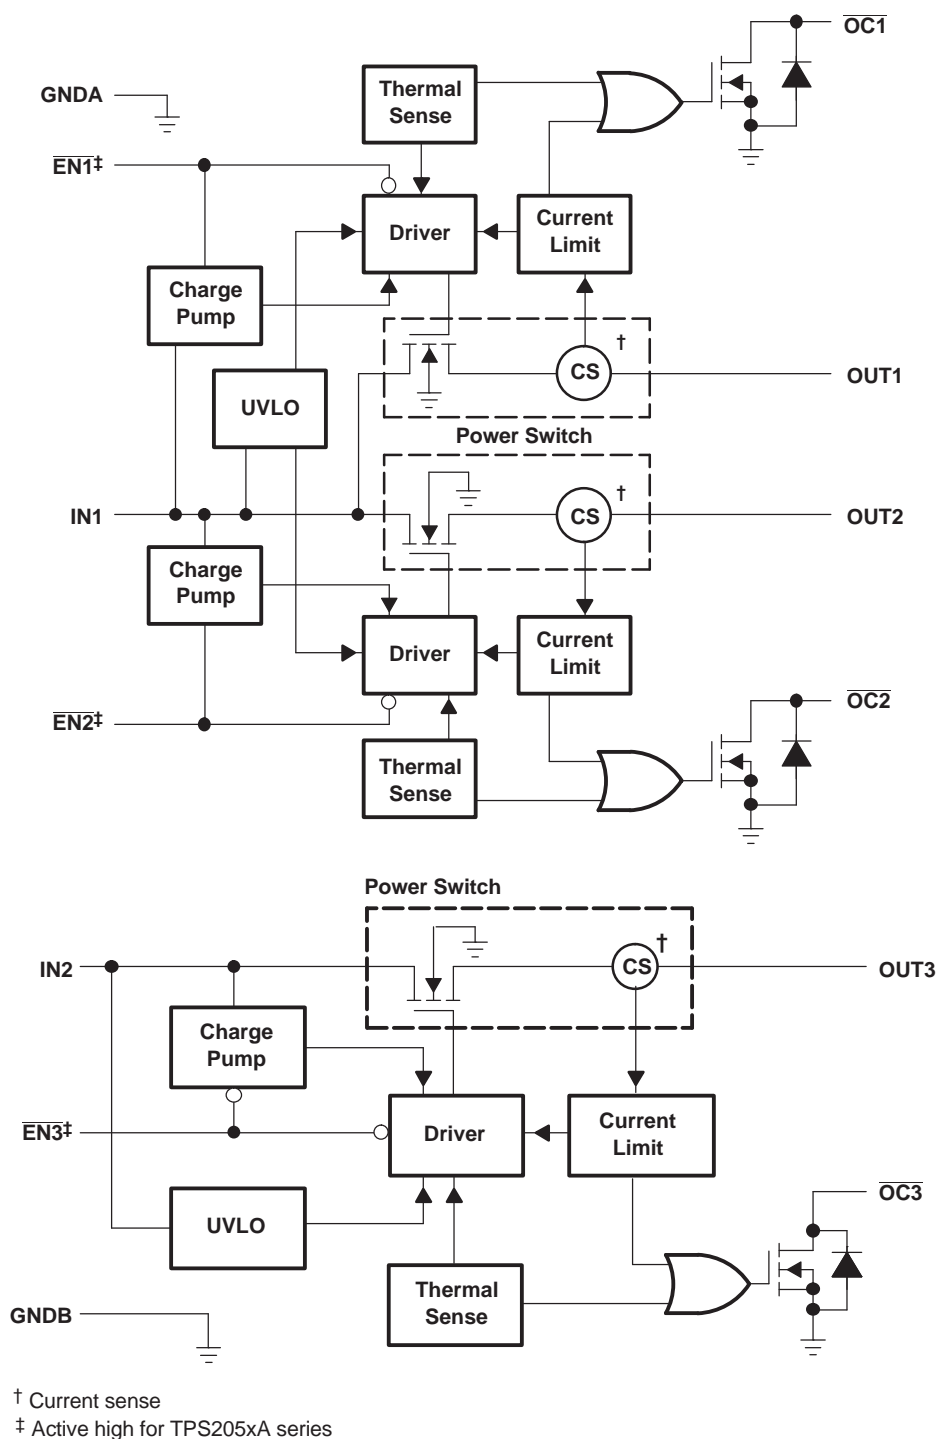 OC1
Thermal
Sense
GNDA
EN1‡
Driver
Current
Limit
Charge
Pump
†
CS
OUT1
UVLO
Power Switch
†
IN1
CS
OUT2
Charge
Pump
Driver
Current
Limit
OC2
EN2‡
Thermal
Sense
Power Switch
†
IN2
CS
OUT3
Charge
Pump
EN3‡
Driver
Current
Limit
OC3
UVLO
Thermal
Sense
GNDB
† Current sense
‡ Active high for TPS205xA series